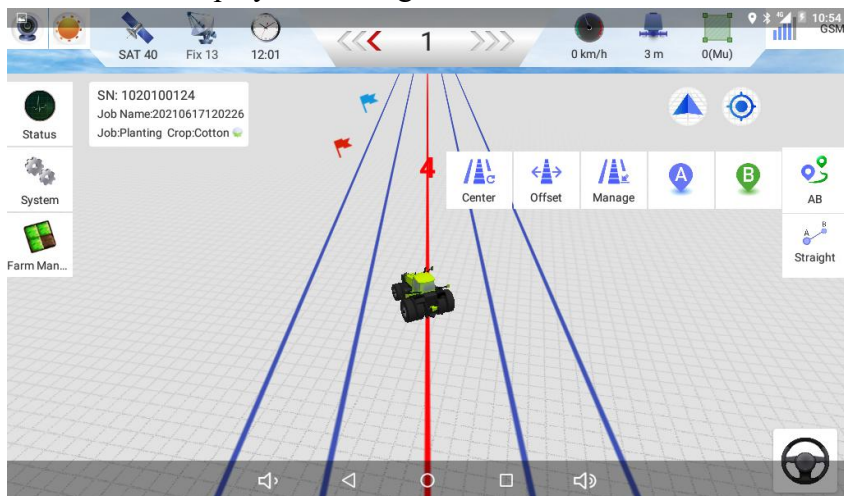 10:54
4G
GSM
SAT 40
Fix 13
12:01
1
0 km/h
3 m
0(Mu)
Status
SN: 1020100124
Job Name:20210617120226
Job:Planting Crop:Cotton
4
System
Center
Offset
Manage
A
B
AB
Farm Man...
A B
Straight